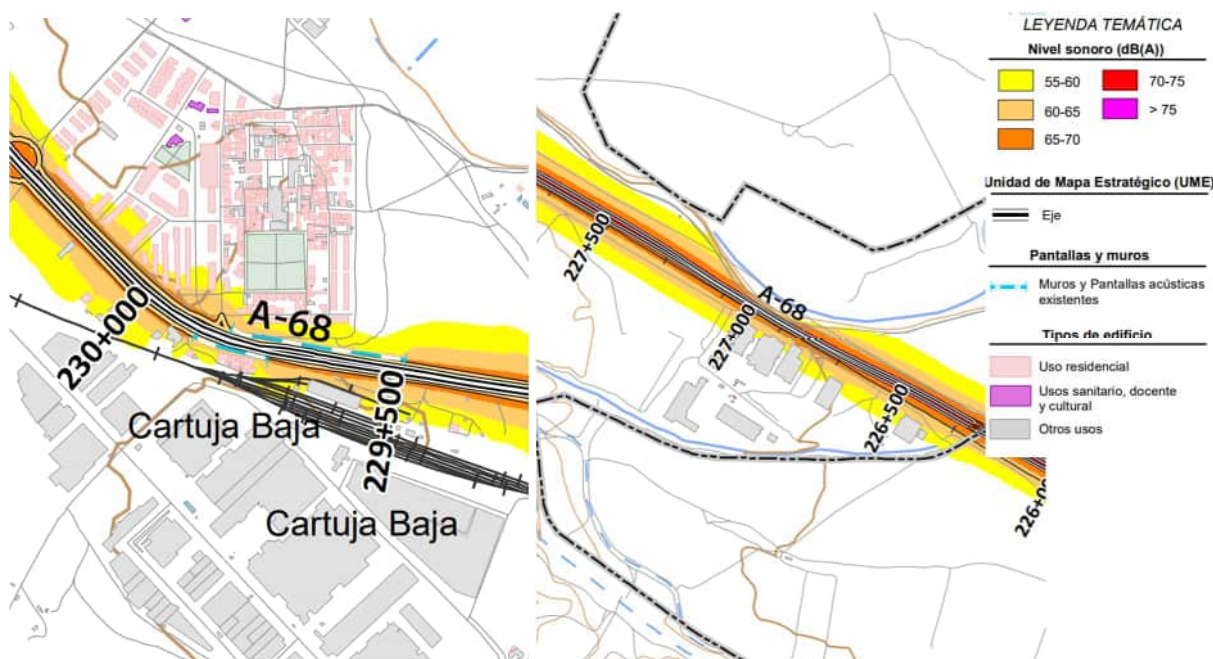 A-68
230+000
229+500
Cartuja Baja
Cartuja Baja
227+500
A-68
227+000
226+500
226+0
LEYENDA TEMÁTICA
Nivel sonoro (dB(A))
55-60
70-75
60-65
> 75
65-70
Unidad de Mapa Estratégico (UME)
Eje
Pantallas y muros
Muros y Pantallas acústicas
existentes
Tipos de edificio
Uso residencial
Usos sanitario, docente
y cultural
Otros usos